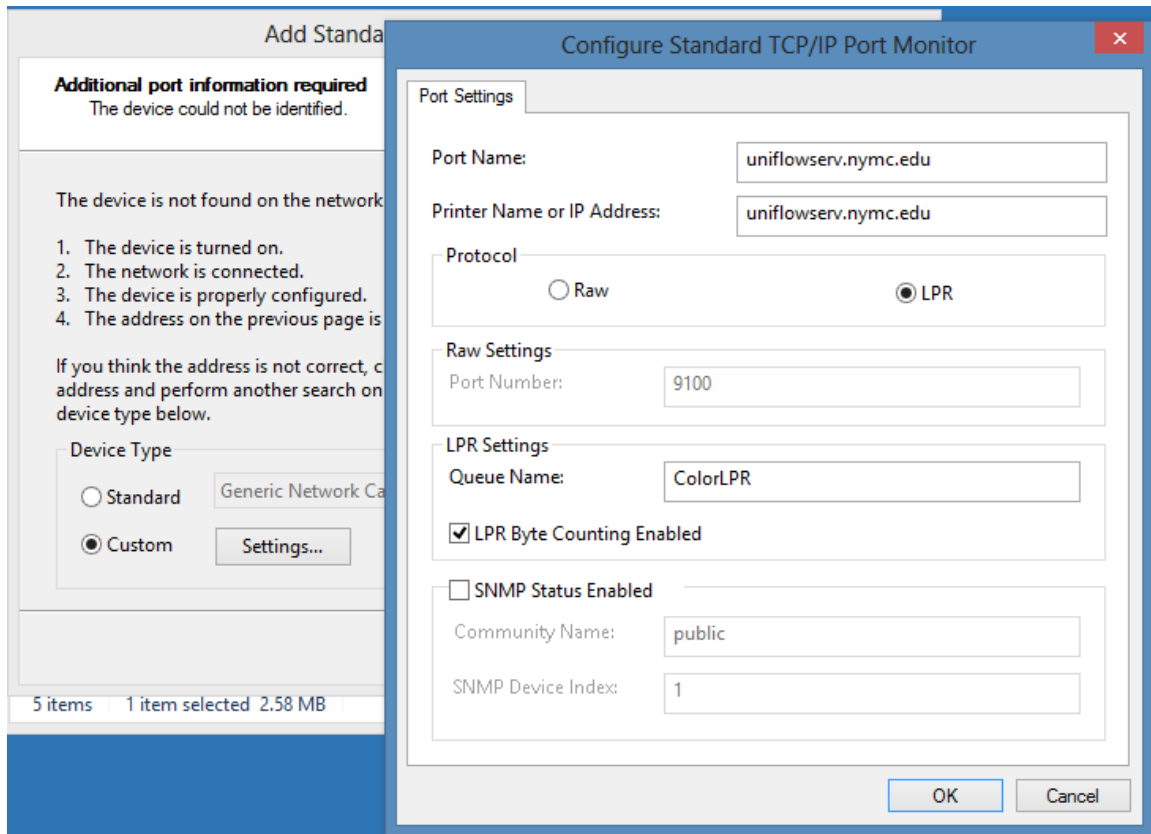 Add Standa
Additional port information required
The device could not be identified.
The device is not found on the network
1. The device is turned on.
2. The network is connected.
3. The device is properly configured.
4. The address on the previous page is
If you think the address is not correct, c
address and perform another search on
device type below.
Device Type
Standard
Generic Network Ca
Custom
Settings...
5 items 1 item selected 2.58 MB
Configure Standard TCP/IP Port Monitor
Port Settings
Port Name: uniflowserv.nymc.edu
Printer Name or IP Address: uniflowserv.nymc.edu
Protocol
Raw LPR
Raw Settings
Port Number: 9100
LPR Settings
Queue Name: ColorLPR
LPR Byte Counting Enabled
SNMP Status Enabled
Community Name: public
SNMP Device Index: 1
OK Cancel